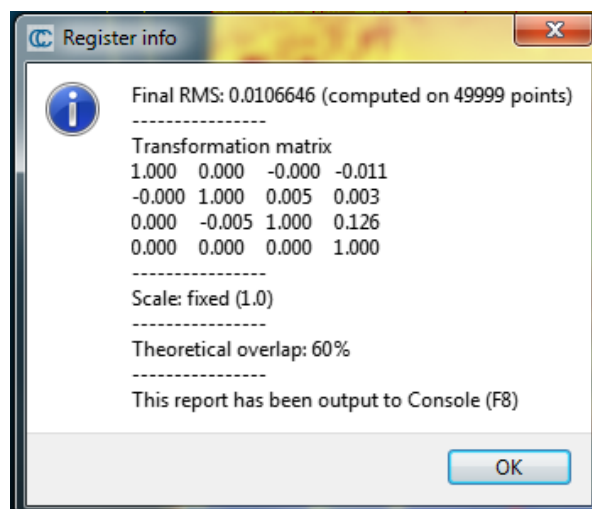 Register info
Final RMS: 0.0106646 (computed on 49999 points)
----------------
Transformation matrix
1.000 0.000 -0.000 -0.011
-0.000 1.000 0.005 0.003
0.000 -0.005 1.000 0.126
0.000 0.000 0.000 1.000
----------------
Scale: fixed (1.0)
----------------
Theoretical overlap: 60%
----------------
This report has been output to Console (F8)
OK